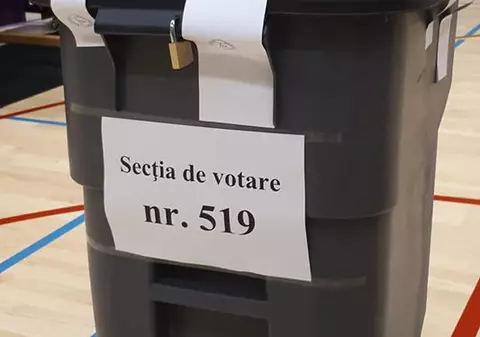 Secția de votare
nr. 519